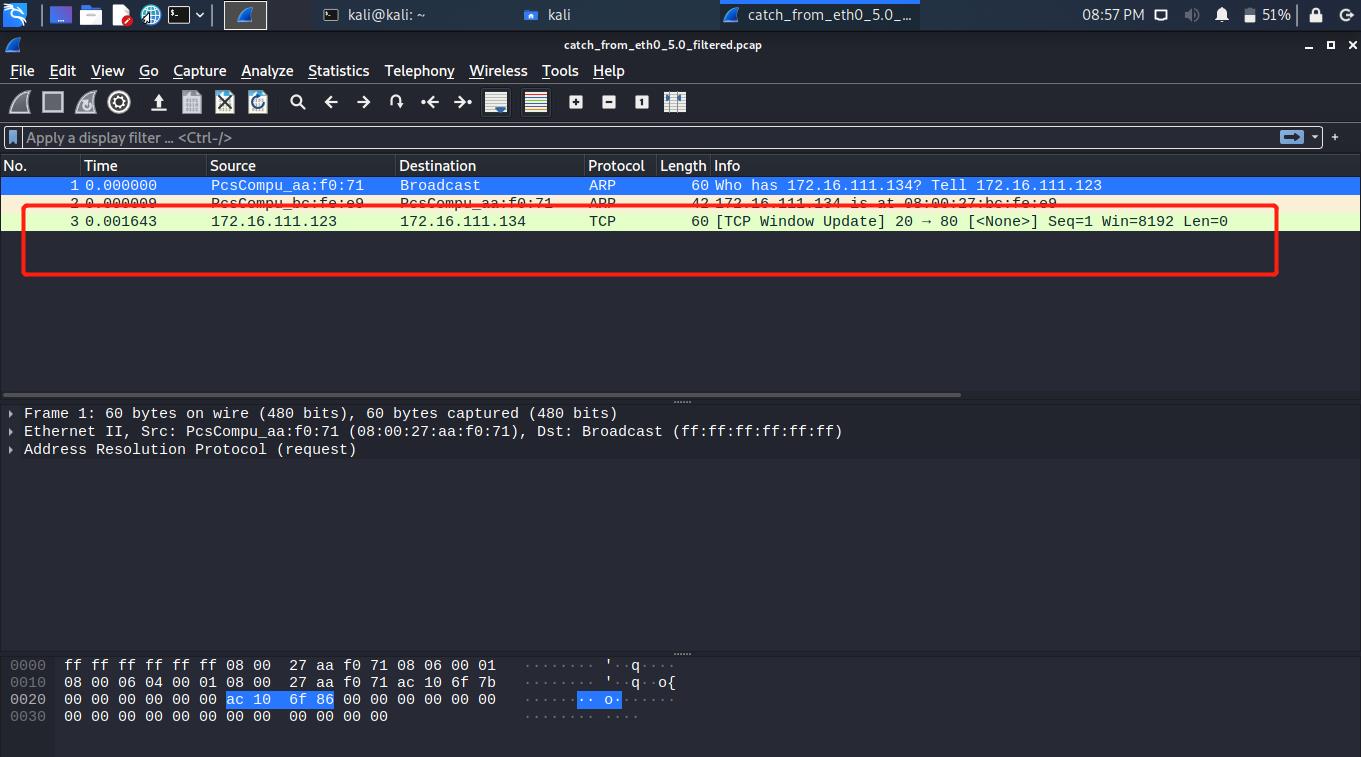 kali@kali: ~ kali catch_from_eth0_5.0_... 08:57 PM 51%
catch_from_eth0_5.0_filtered.pcap
File Edit View Go Capture Analyze Statistics Telephony Wireless Tools Help
Apply a display filter ... <Ctrl-/>
No. Time Source Destination Protocol Length Info
1 0.000000 PcsCompu_aa:f0:71 Broadcast ARP 60 Who has 172.16.111.134? Tell 172.16.111.123
2 0.000009 PcsCompu_bc:fe:e9 PcsCompu_aa:f0:71 ARP 42 172.16.111.134 is at 08:00:27:bc:fe:e9
3 0.001643 172.16.111.123 172.16.111.134 TCP 60 [TCP Window Update] 20 → 80 [<None>] Seq=1 Win=8192 Len=0
Frame 1: 60 bytes on wire (480 bits), 60 bytes captured (480 bits)
Ethernet II, Src: PcsCompu_aa:f0:71 (08:00:27:aa:f0:71), Dst: Broadcast (ff:ff:ff:ff:ff:ff)
Address Resolution Protocol (request)
0000 ff ff ff ff ff ff 08 00 27 aa f0 71 08 06 00 01 ········ '··q····
0010 08 00 06 04 00 01 08 00 27 aa f0 71 ac 10 6f 7b ········ '··q··o{
0020 00 00 00 00 00 00 ac 10 6f 86 00 00 00 00 00 00 ········ o·······
0030 00 00 00 00 00 00 00 00 00 00 00 00 ········ ····